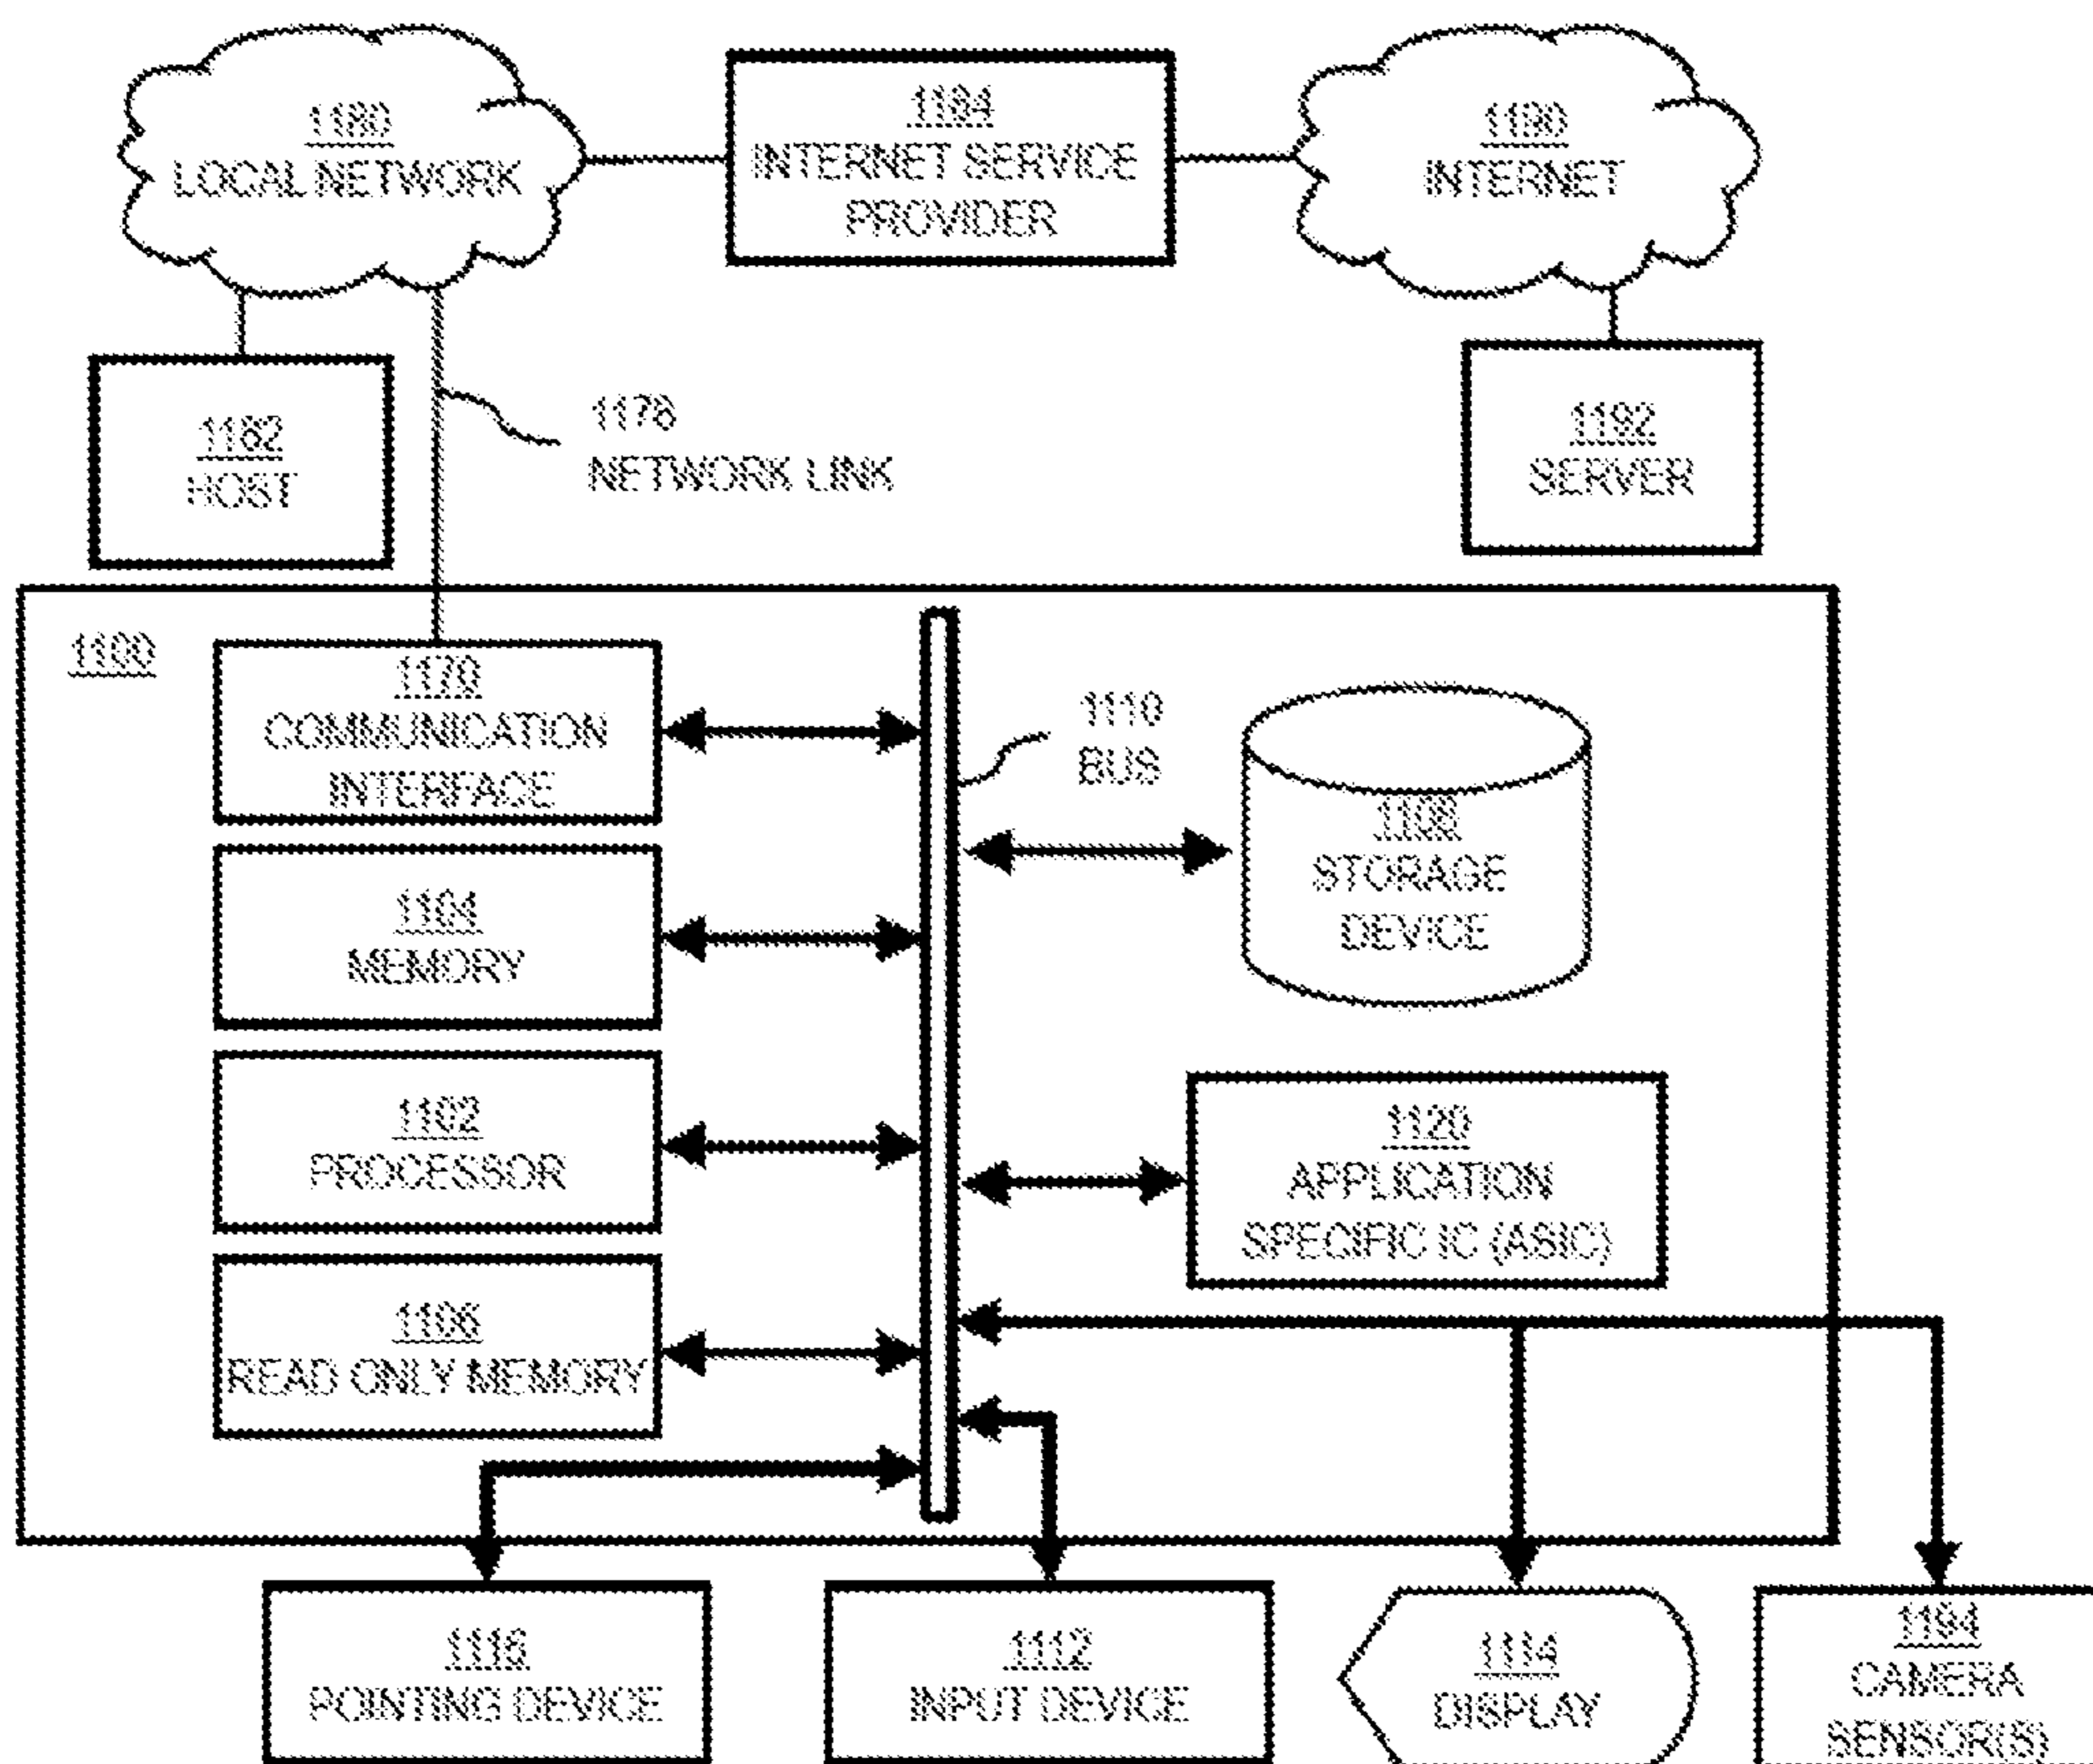 1180
LOCAL NETWORK
1184
INTERNET SERVICE
PROVIDER
1190
INTERNET
1182
HOST
1178
NETWORK LINK
1192
SERVER
1100
1170
COMMUNICATION
INTERFACE
1110
BUS
1108
STORAGE
DEVICE
1104
MEMORY
1102
PROCESSOR
1120
APPLICATION
SPECIFIC IC (ASIC)
1106
READ ONLY MEMORY
1116
POINTING DEVICE
1112
INPUT DEVICE
1114
DISPLAY
1194
CAMERA
SENSOR(S)